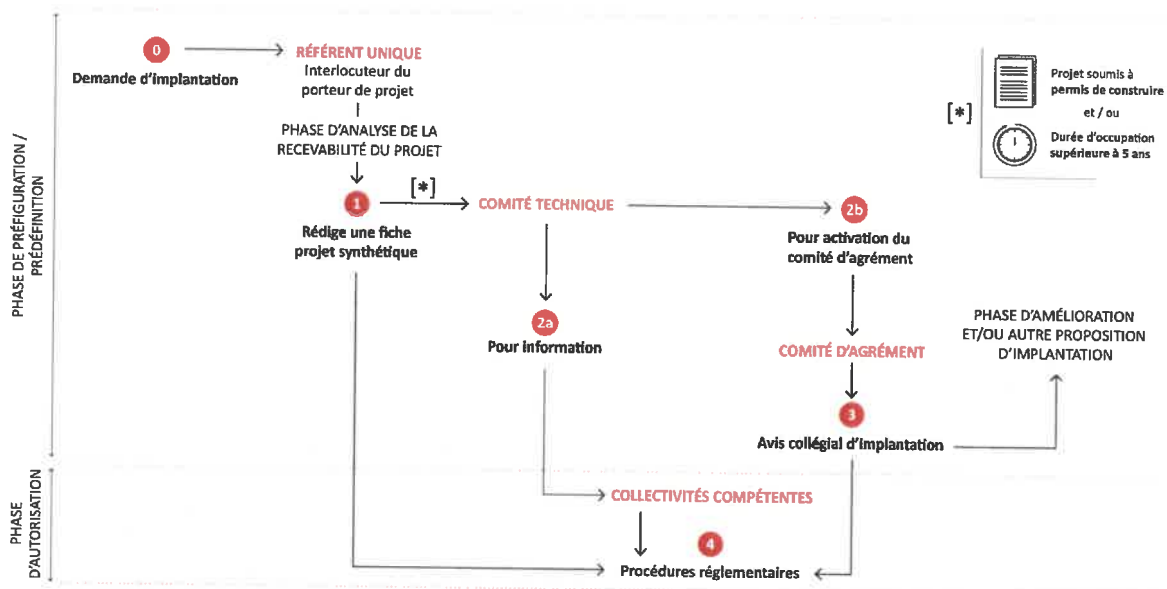 PHASE DE PRÉFIGURATION /
PRÉDÉFINITION
0
Demande d'implantation
RÉFÉRENT UNIQUE
Interlocuteur du
porteur de projet
PHASE D'ANALYSE DE LA
RECEVABILITÉ DU PROJET
[*]
Projet soumis à
permis de construire
et / ou
Durée d'occupation
supérieure à 5 ans
1
Rédige une fiche
projet synthétique
[*]
COMITÉ TECHNIQUE
2b
Pour activation du
comité d'agrément
2a
Pour information
COMITÉ D'AGRÉMENT
PHASE D'AMÉLIORATION
ET/OU AUTRE PROPOSITION
D'IMPLANTATION
3
Avis collégial d'implantation
PHASE
D'AUTORISATION
COLLECTIVITÉS COMPÉTENTES
4
Procédures réglementaires